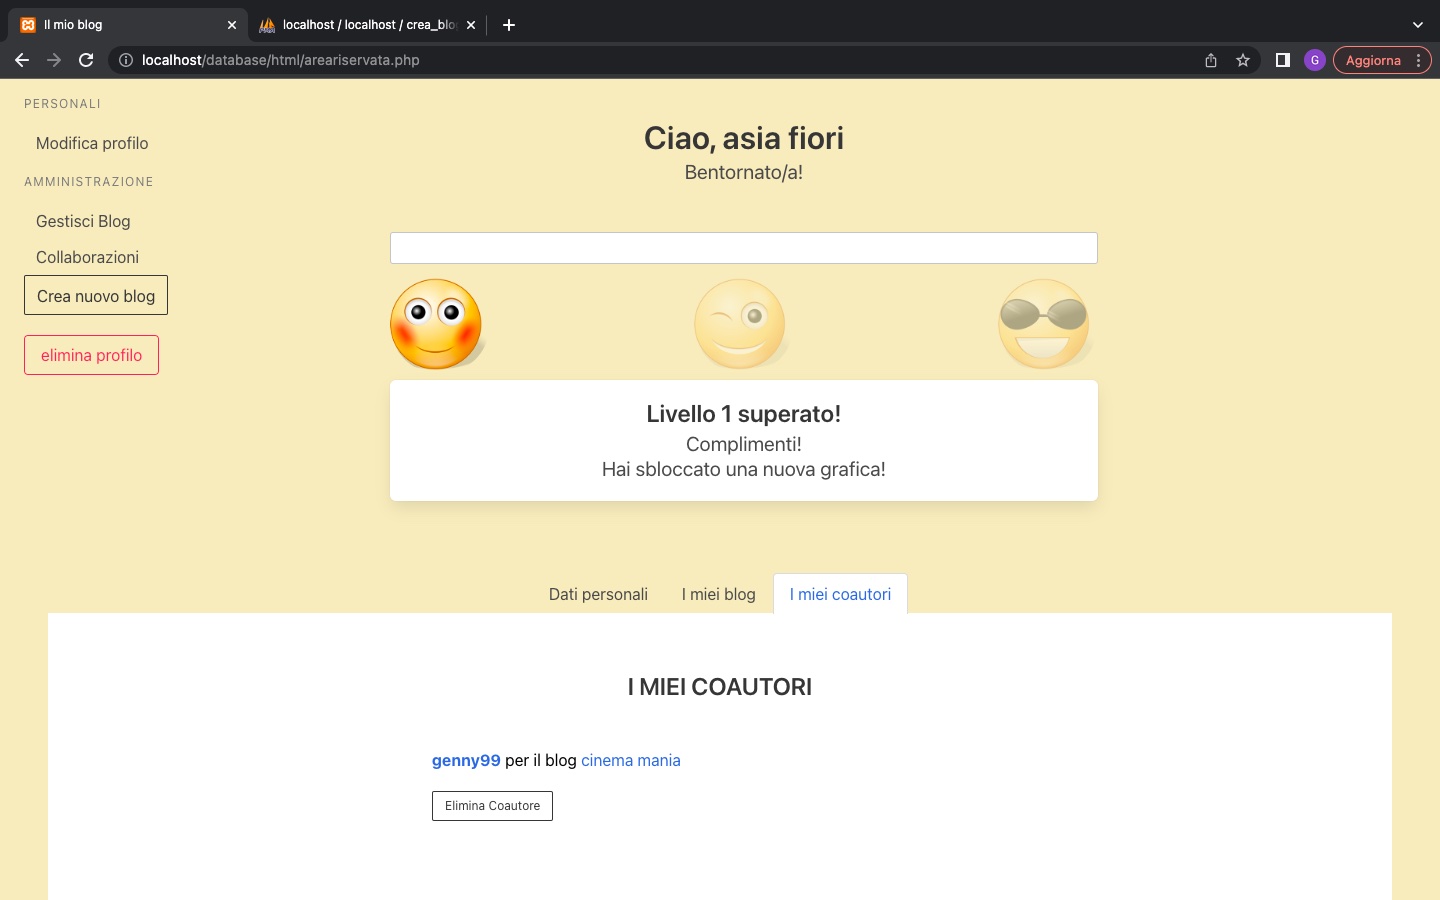 Il mio blog
localhost / localhost / crea_blo
localhost/database/html/areariservata.php
G
Aggiorna
PERSONALI
Modifica profilo
AMMINISTRAZIONE
Gestisci Blog
Collaborazioni
Crea nuovo blog
elimina profilo
Ciao, asia fiori
Bentornato/a!
Livello 1 superato!
Complimenti!
Hai sbloccato una nuova grafica!
Dati personali
I miei blog
I miei coautori
I MIEI COAUTORI
genny99 per il blog cinema mania
Elimina Coautore